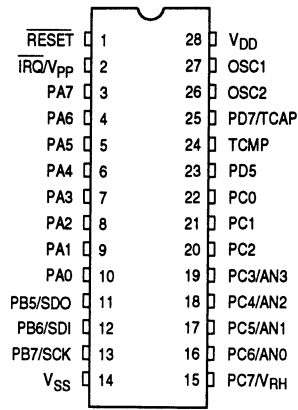 RESET 1 28 VDD
IRQ/VPP 2 27 OSC1
PA7 3 26 OSC2
PA6 4 25 PD7/TCAP
PA5 5 24 TCMP
PA4 6 23 PD5
PA3 7 22 PC0
PA2 8 21 PC1
PA1 9 20 PC2
PA0 10 19 PC3/AN3
PB5/SDO 11 18 PC4/AN2
PB6/SDI 12 17 PC5/AN1
PB7/SCK 13 16 PC6/AN0
VSS 14 15 PC7/VRH